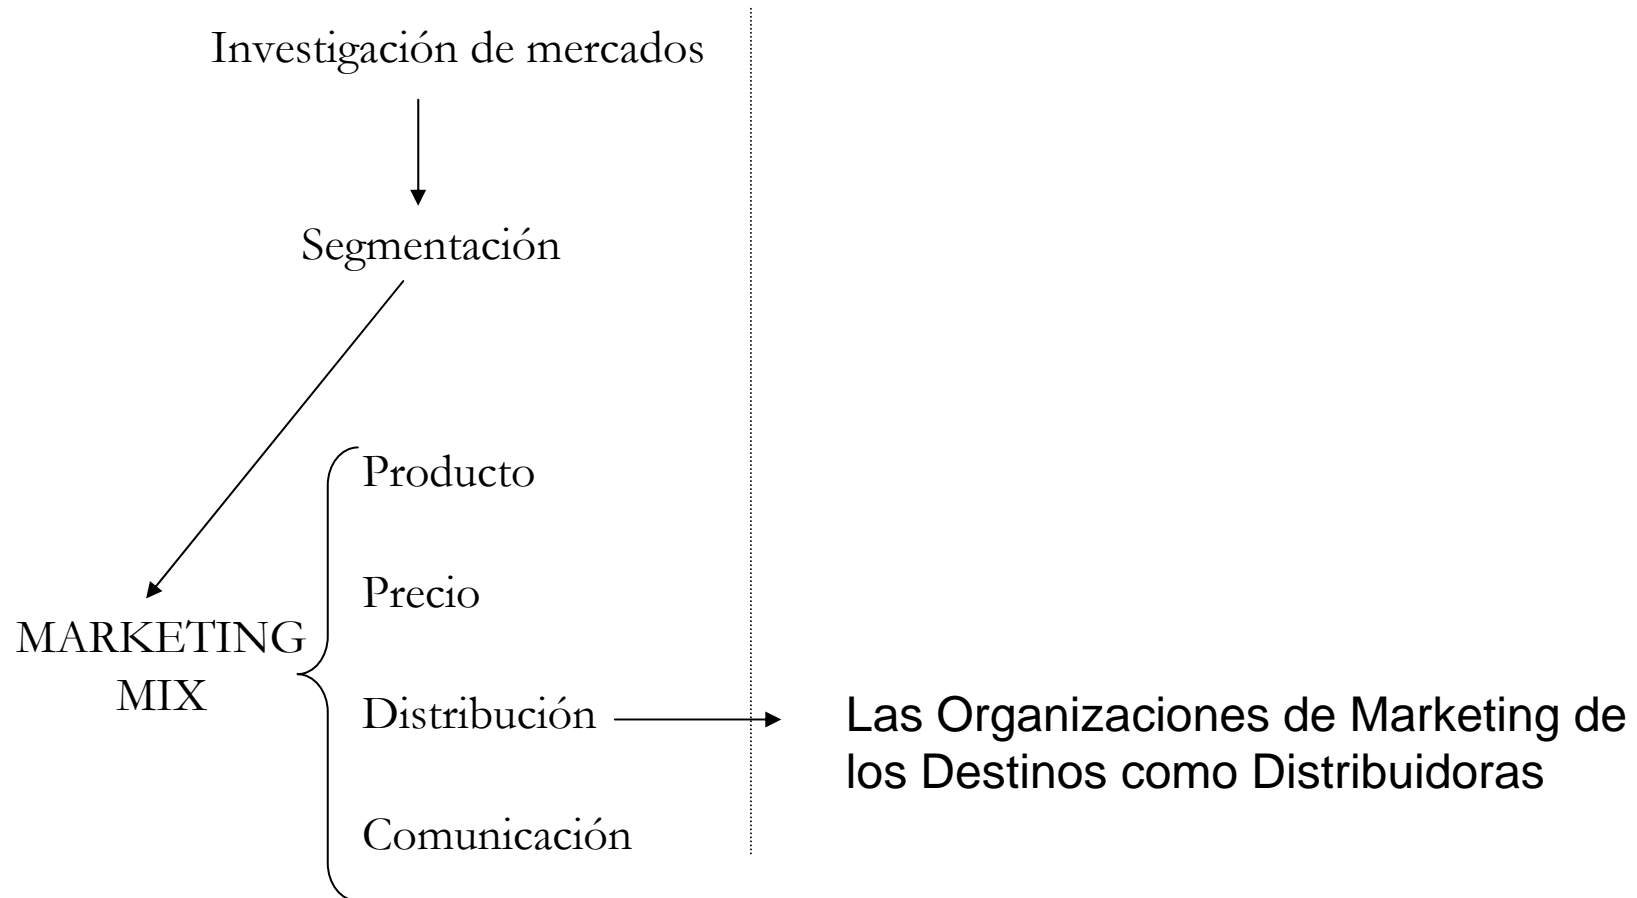 Investigación de mercados
Segmentación
Producto
Precio
MARKETING
MIX
Distribución
Las Organizaciones de Marketing de
los Destinos como Distribuidoras
Comunicación